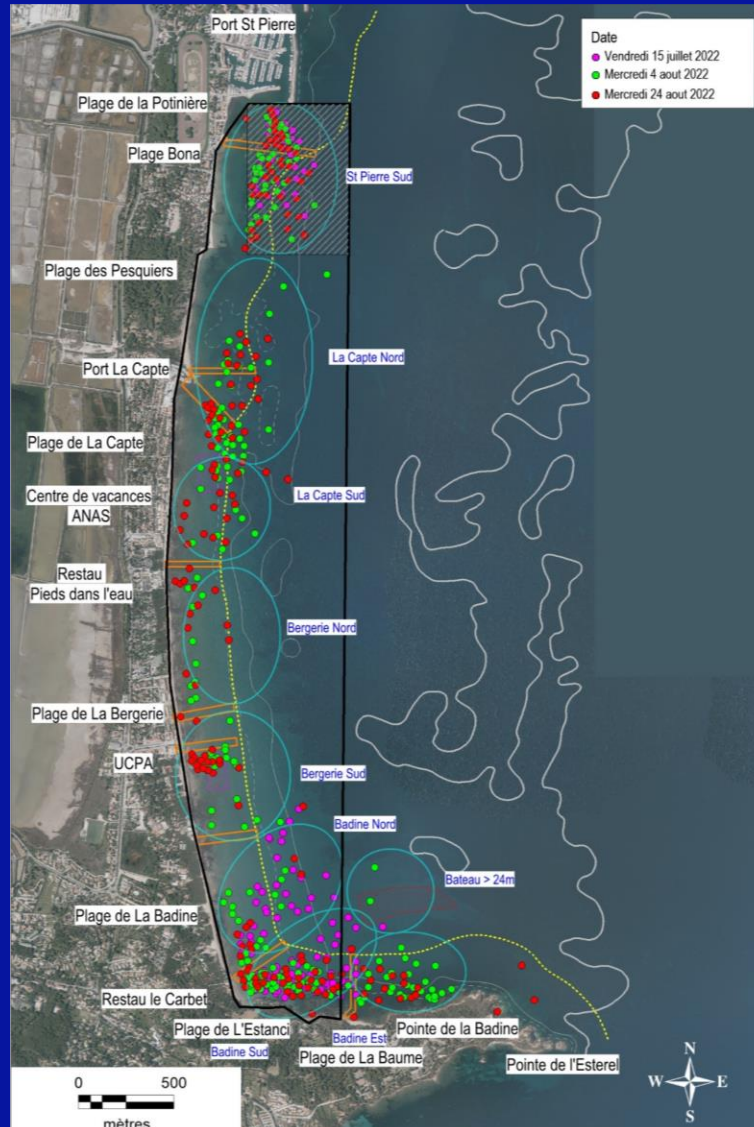 Port St Pierre
Date
Vendredi 15 juillet 2022
Mercredi 4 aout 2022
Mercredi 24 aout 2022
Plage de la Potinière
Plage Bona
St Pierre Sud
Plage des Pesquiers
La Capte Nord
Port La Capte
Plage de La Capte
Centre de vacances
ANAS
La Capte Sud
Restau
Pieds dans l'eau
Bergerie Nord
Plage de La Bergerie
UCPA
Bergerie Sud
Badine Nord
Bateau > 24m
Plage de La Badine
Restau le Carbet
Plage de L'Estanci
Badine Sud
Badine Est
Plage de La Baume
Pointe de la Badine
Pointe de l'Esterel
0 500
mètres
N
W E
S